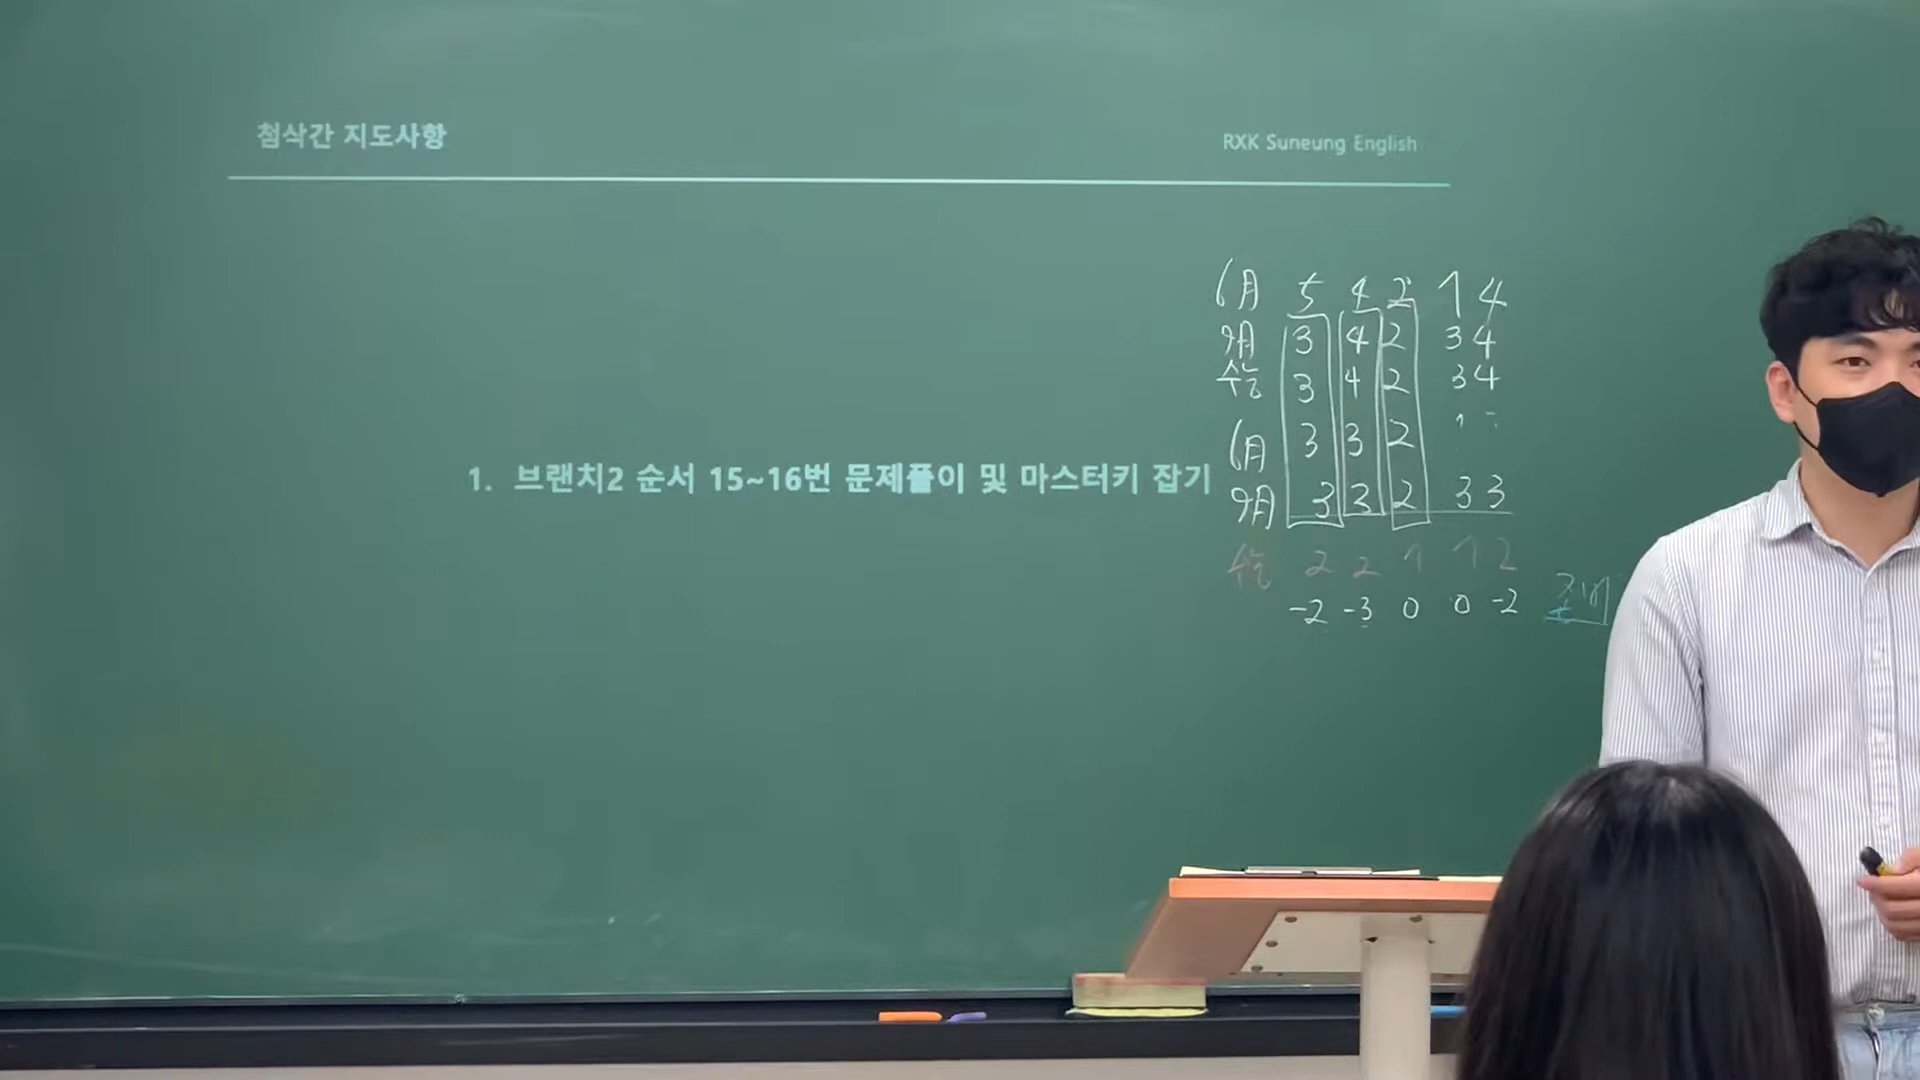 첨삭간 지도사항
RXK Suneung English
1. 브랜치2 순서 15~16번 문제풀이 및 마스터키 잡기
6月 5 4 2 1 4
9月 3 4 2 3 4
수능 3 4 2 3 4
6月 3 3 2
9月 3 3 2 3 3
수능 2 2 1 1 2
-2 -3 0 0 -2